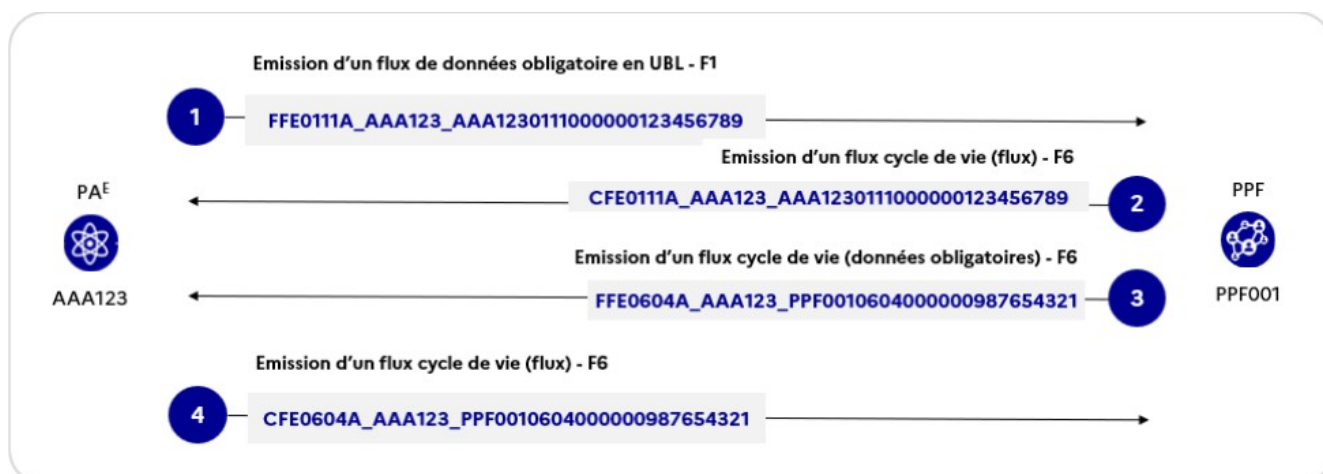 Emission d'un flux de données obligatoire en UBL - F1
1
FFE0111A_AAA123_AAA1230111000000123456789
Emission d'un flux cycle de vie (flux) - F6
CFE0111A_AAA123_AAA1230111000000123456789
2
PAᴱ
PPF
Emission d'un flux cycle de vie (données obligatoires) - F6
AAA123
FFE0604A_AAA123_PPF0010604000000987654321
3
PPF001
Emission d'un flux cycle de vie (flux) - F6
4
CFE0604A_AAA123_PPF0010604000000987654321